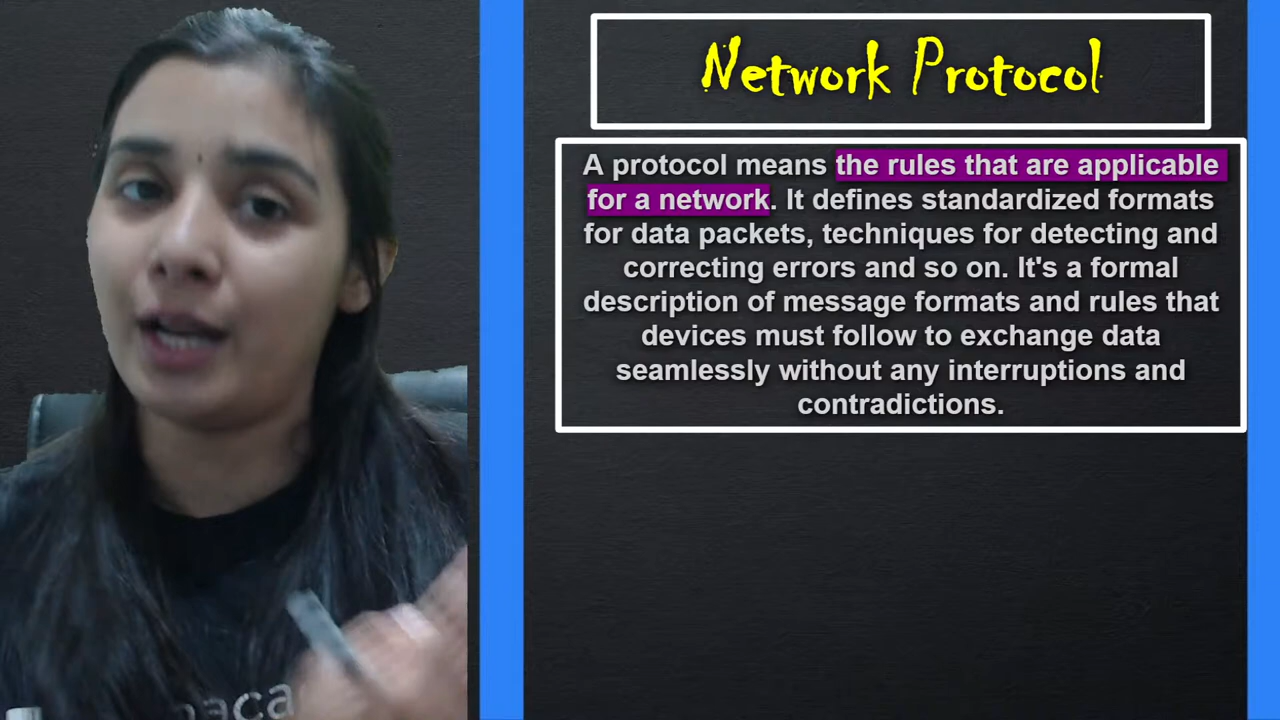 Network Protocol
A protocol means the rules that are applicable
for a network. It defines standardized formats
for data packets, techniques for detecting and
correcting errors and so on. It's a formal
description of message formats and rules that
devices must follow to exchange data
seamlessly without any interruptions and
contradictions.